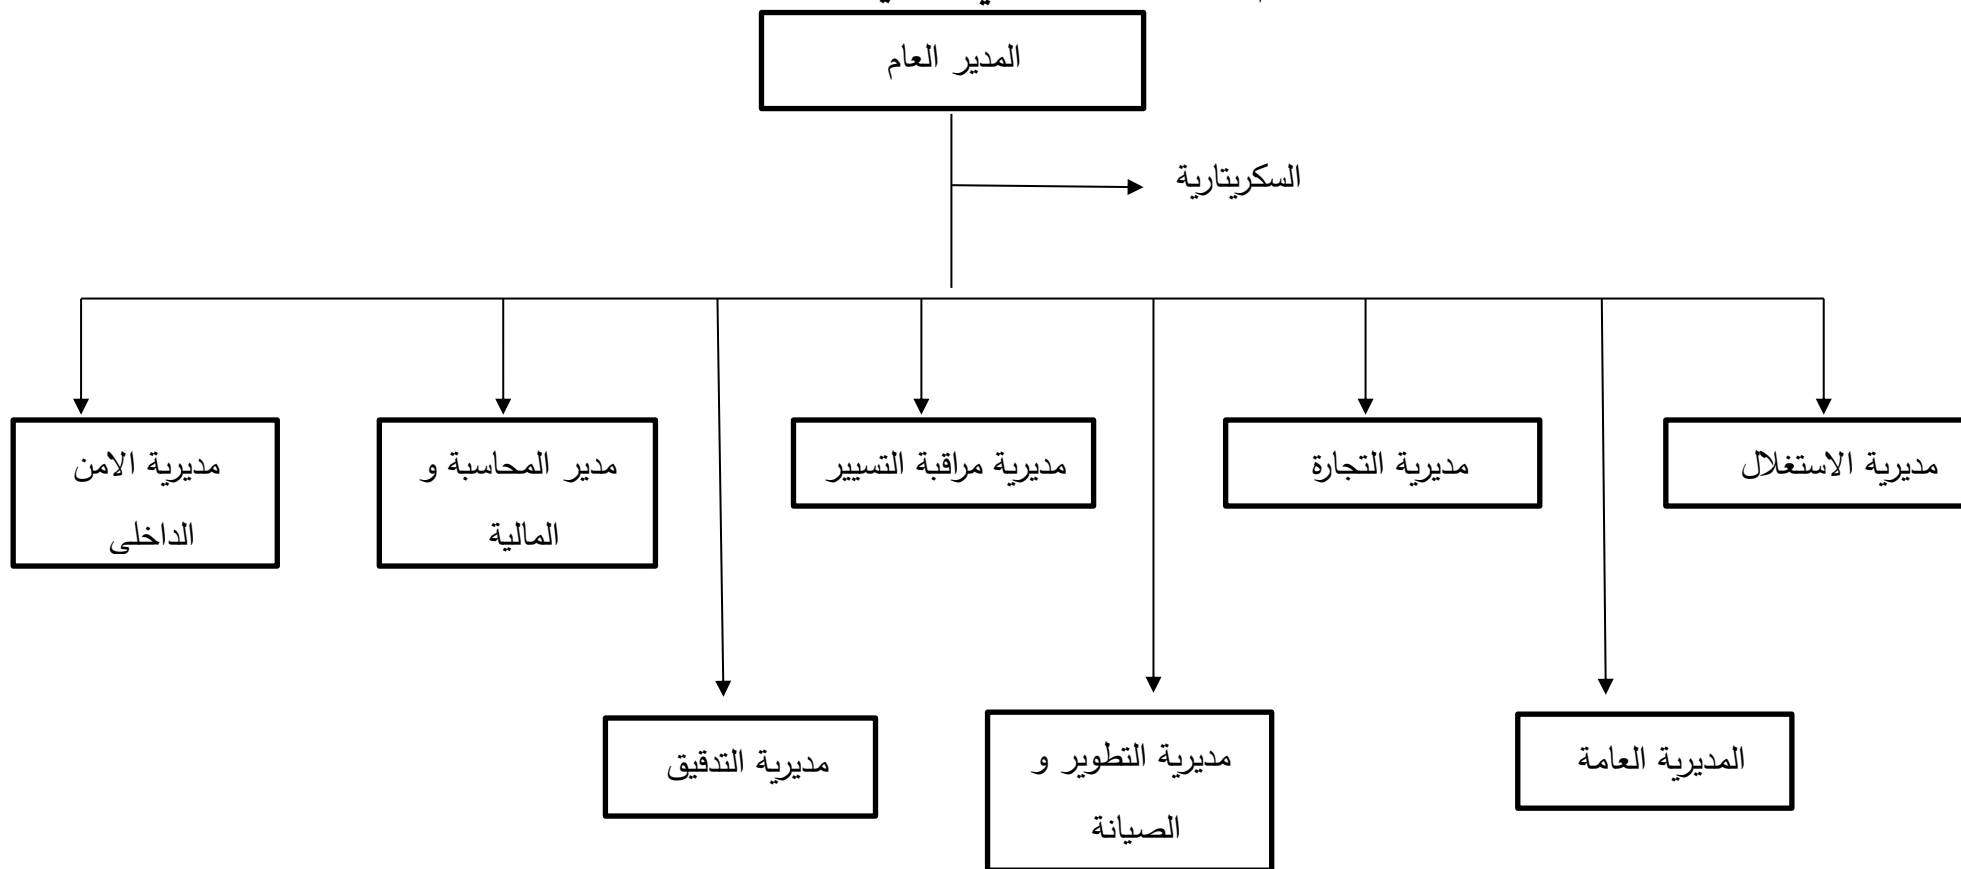 المدير العام
السكريتارية
مديرية الاستغلال
مديرية التجارة
مديرية مراقبة التسيير
مدير المحاسبة و
المالية
مديرية الامن
الداخلى
المديرية العامة
مديرية التطوير و
الصيانة
مديرية التدقيق